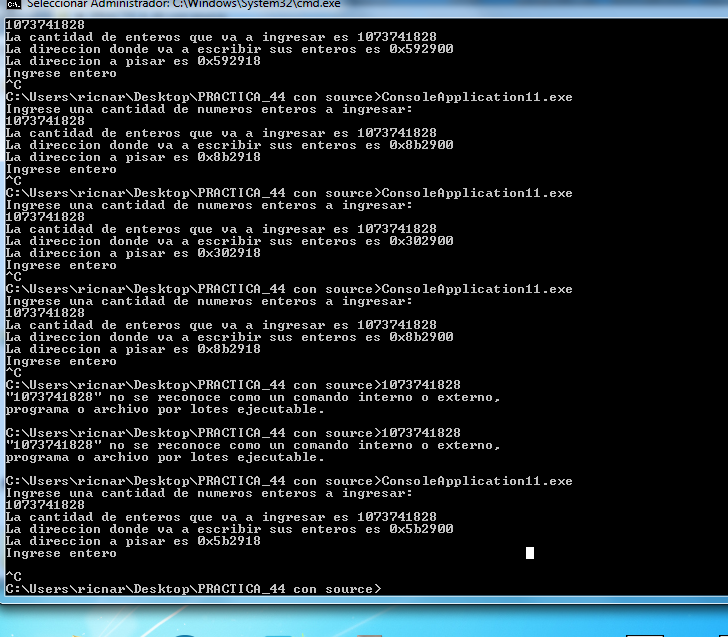 Seleccionar Administrador: C:\Windows\System32\cmd.exe
1073741828
La cantidad de enteros que va a ingresar es 1073741828
La direccion donde va a escribir sus enteros es 0x592900
La direccion a pisar es 0x592918
Ingrese entero
^C
C:\Users\ricnar\Desktop\PRACTICA_44 con source>ConsoleApplication11.exe
Ingrese una cantidad de numeros enteros a ingresar:
1073741828
La cantidad de enteros que va a ingresar es 1073741828
La direccion donde va a escribir sus enteros es 0x8b2900
La direccion a pisar es 0x8b2918
Ingrese entero
^C
C:\Users\ricnar\Desktop\PRACTICA_44 con source>ConsoleApplication11.exe
Ingrese una cantidad de numeros enteros a ingresar:
1073741828
La cantidad de enteros que va a ingresar es 1073741828
La direccion donde va a escribir sus enteros es 0x302900
La direccion a pisar es 0x302918
Ingrese entero
^C
C:\Users\ricnar\Desktop\PRACTICA_44 con source>ConsoleApplication11.exe
Ingrese una cantidad de numeros enteros a ingresar:
1073741828
La cantidad de enteros que va a ingresar es 1073741828
La direccion donde va a escribir sus enteros es 0x8b2900
La direccion a pisar es 0x8b2918
Ingrese entero
^C
C:\Users\ricnar\Desktop\PRACTICA_44 con source>1073741828
"1073741828" no se reconoce como un comando interno o externo,
programa o archivo por lotes ejecutable.
C:\Users\ricnar\Desktop\PRACTICA_44 con source>1073741828
"1073741828" no se reconoce como un comando interno o externo,
programa o archivo por lotes ejecutable.
C:\Users\ricnar\Desktop\PRACTICA_44 con source>ConsoleApplication11.exe
Ingrese una cantidad de numeros enteros a ingresar:
1073741828
La cantidad de enteros que va a ingresar es 1073741828
La direccion donde va a escribir sus enteros es 0x5b2900
La direccion a pisar es 0x5b2918
Ingrese entero
^C
C:\Users\ricnar\Desktop\PRACTICA_44 con source>